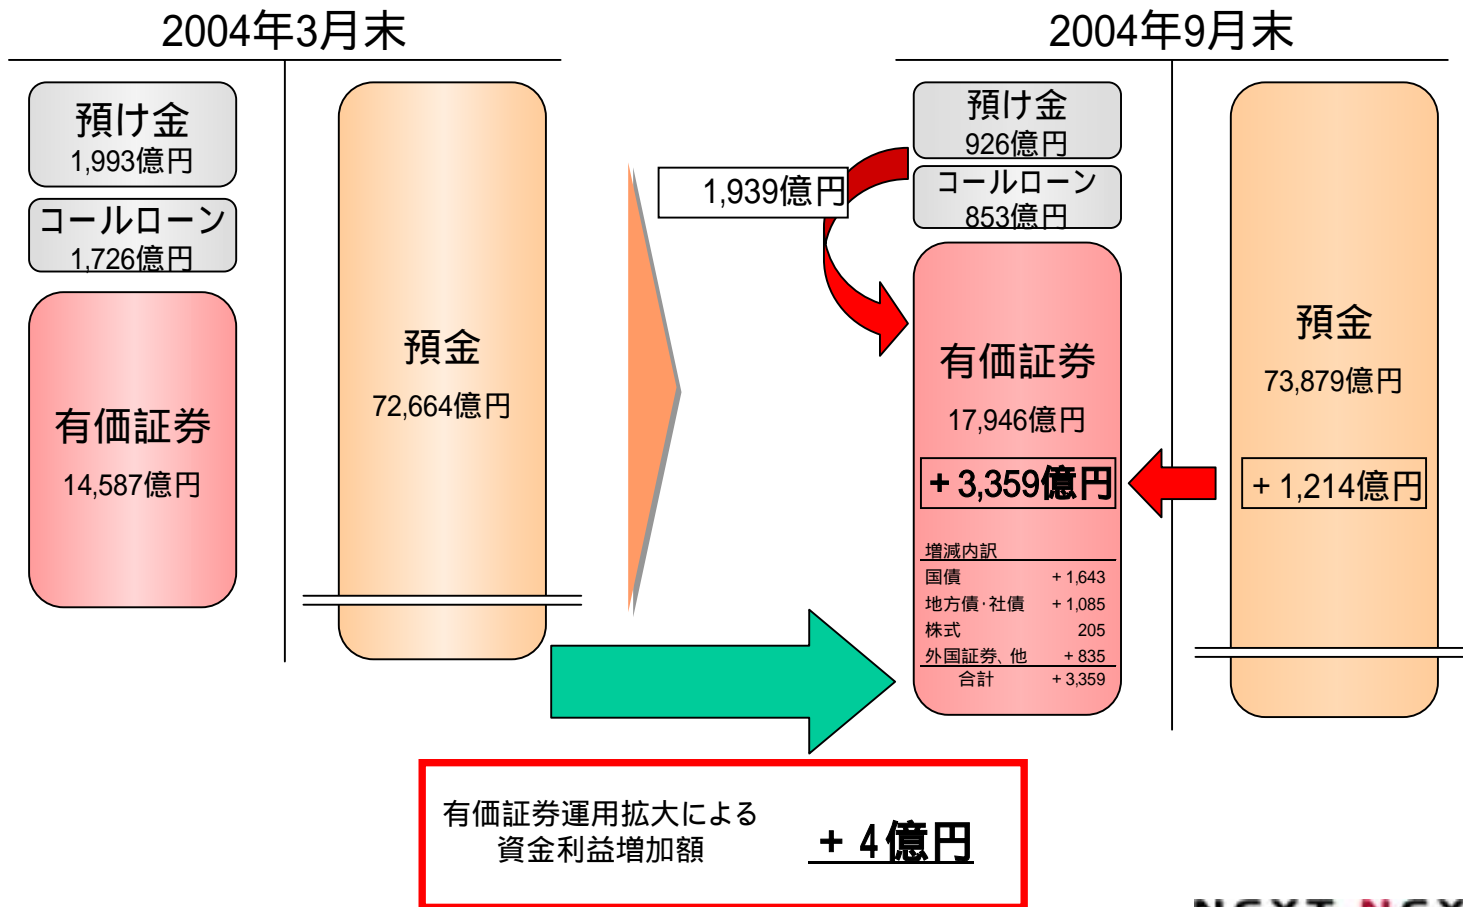 2004年3月末
預け金
1,993億円
コールローン
1,726億円
有価証券
14,587億円
預金
72,664億円
1,939億円
2004年9月末
預け金
926億円
コールローン
853億円
有価証券
17,946億円
+ 3,359億円
増減内訳
国債 + 1,643
地方債・社債 + 1,085
株式 205
外国証券、他 + 835
合計 + 3,359
預金
73,879億円
+ 1,214億円
有価証券運用拡大による
資金利益増加額
+ 4億円